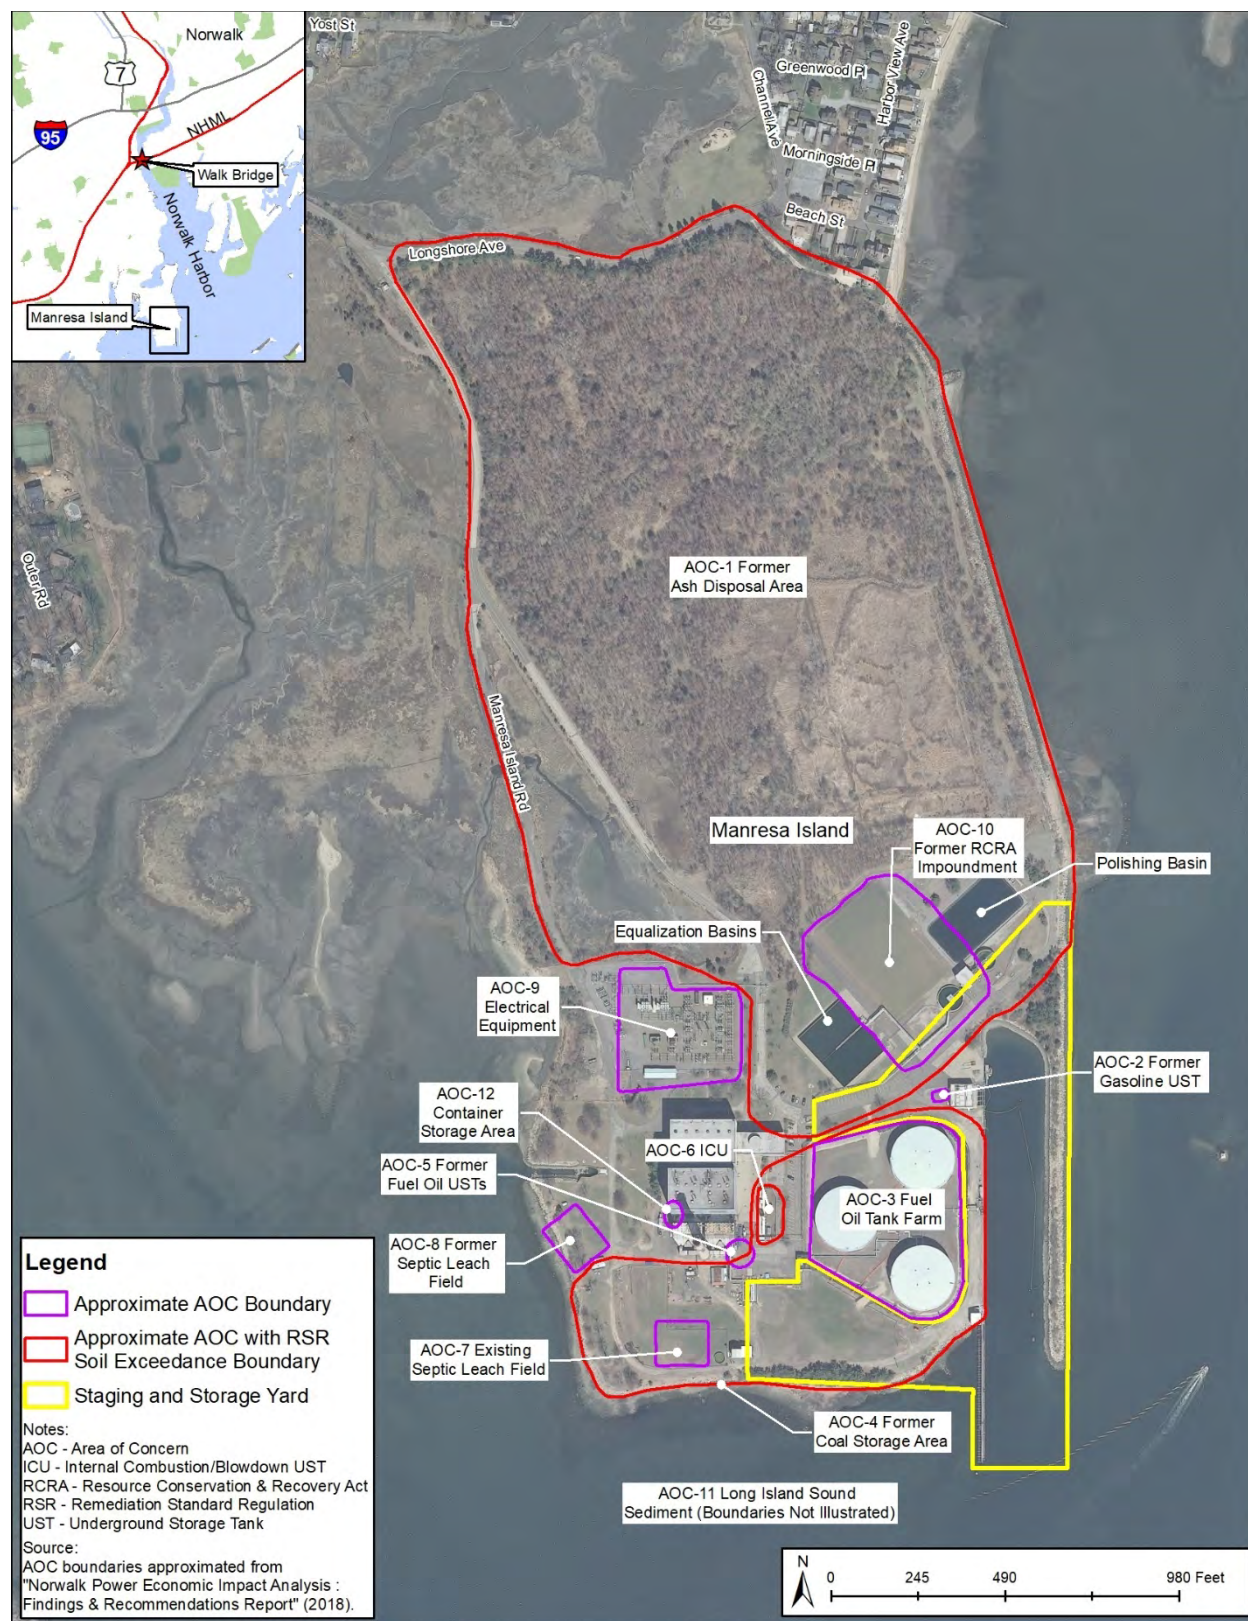 Yost St
Norwalk
7
95
NHML
Walk Bridge
Norwalk Harbor
Manresa Island
Greenwood Pl
Harbor View Ave
Channel Ave
Morningside Pl
Beach St
Longshore Ave
Outer Rd
AOC-1 Former
Ash Disposal Area
Manresa Island Rd
Manresa Island
AOC-10
Former RCRA
Impoundment
Polishing Basin
Equalization Basins
AOC-9
Electrical
Equipment
AOC-2 Former
Gasoline UST
AOC-12
Container
Storage Area
AOC-6 ICU
AOC-5 Former
Fuel Oil USTs
AOC-3 Fuel
Oil Tank Farm
AOC-8 Former
Septic Leach
Field
AOC-7 Existing
Septic Leach Field
AOC-4 Former
Coal Storage Area
AOC-11 Long Island Sound
Sediment (Boundaries Not Illustrated)
Legend
Approximate AOC Boundary
Approximate AOC with RSR
Soil Exceedance Boundary
Staging and Storage Yard
Notes:
AOC - Area of Concern
ICU - Internal Combustion/Blowdown UST
RCRA - Resource Conservation & Recovery Act
RSR - Remediation Standard Regulation
UST - Underground Storage Tank
Source:
AOC boundaries approximated from
"Norwalk Power Economic Impact Analysis :
Findings & Recommendations Report" (2018).
N
0 245 490 980 Feet